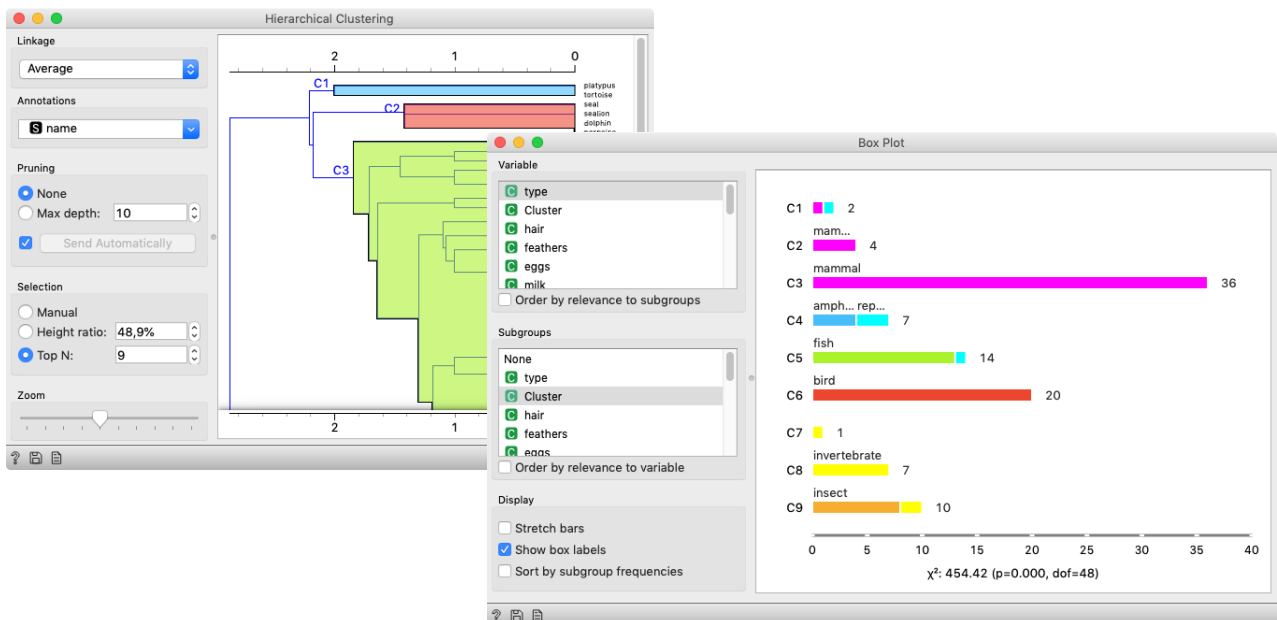 Hierarchical Clustering
Linkage
Average
Annotations
S name
Pruning
None
Max depth: 10
Send Automatically
Selection
Manual
Height ratio: 48,9%
Top N: 9
Zoom
2 1 0
C1
platypus
tortoise
C2
seal
sealion
dolphin
C3
2 1
Box Plot
Variable
C type
C Cluster
C hair
C feathers
C eggs
C milk
Order by relevance to subgroups
Subgroups
None
C type
C Cluster
C hair
C feathers
C eggs
Order by relevance to variable
Display
Stretch bars
Show box labels
Sort by subgroup frequencies
C1 2
mam...
C2 4
mammal
C3 36
amph... rep...
C4 7
fish
C5 14
bird
C6 20
C7 1
invertebrate
C8 7
insect
C9 10
0 5 10 15 20 25 30 35 40
χ²: 454.42 (p=0.000, dof=48)